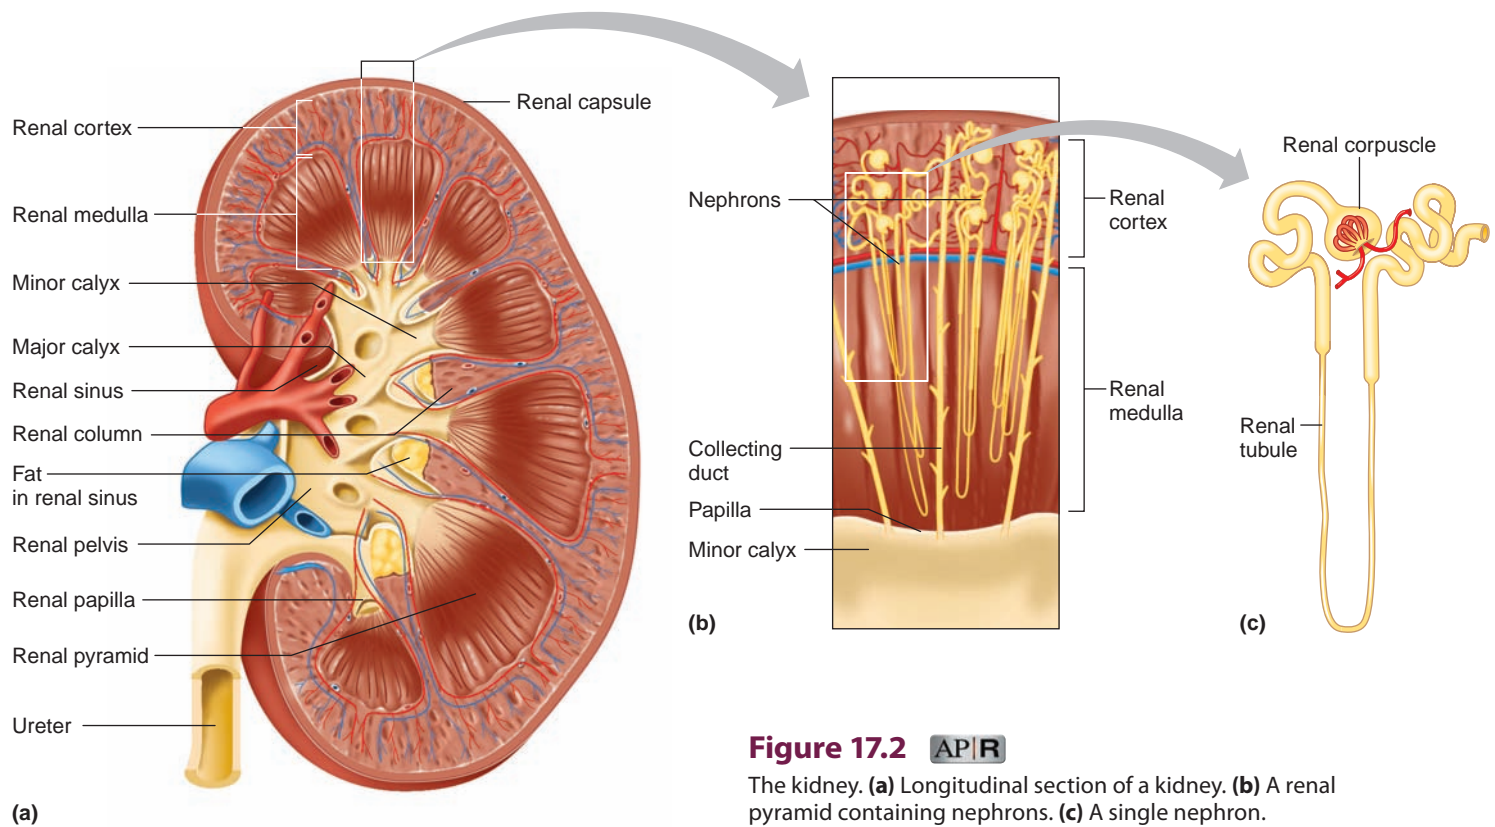 Renal cortex
Renal medulla
Minor calyx
Major calyx
Renal sinus
Renal column
Fat
in renal sinus
Renal pelvis
Renal papilla
Renal pyramid
Ureter
Renal capsule
(a)
Nephrons
Collecting
duct
Papilla
Minor calyx
Renal
cortex
Renal
medulla
(b)
Renal corpuscle
Renal
tubule
(c)
Figure 17.2 AP|R
The kidney. (a) Longitudinal section of a kidney. (b) A renal
pyramid containing nephrons. (c) A single nephron.